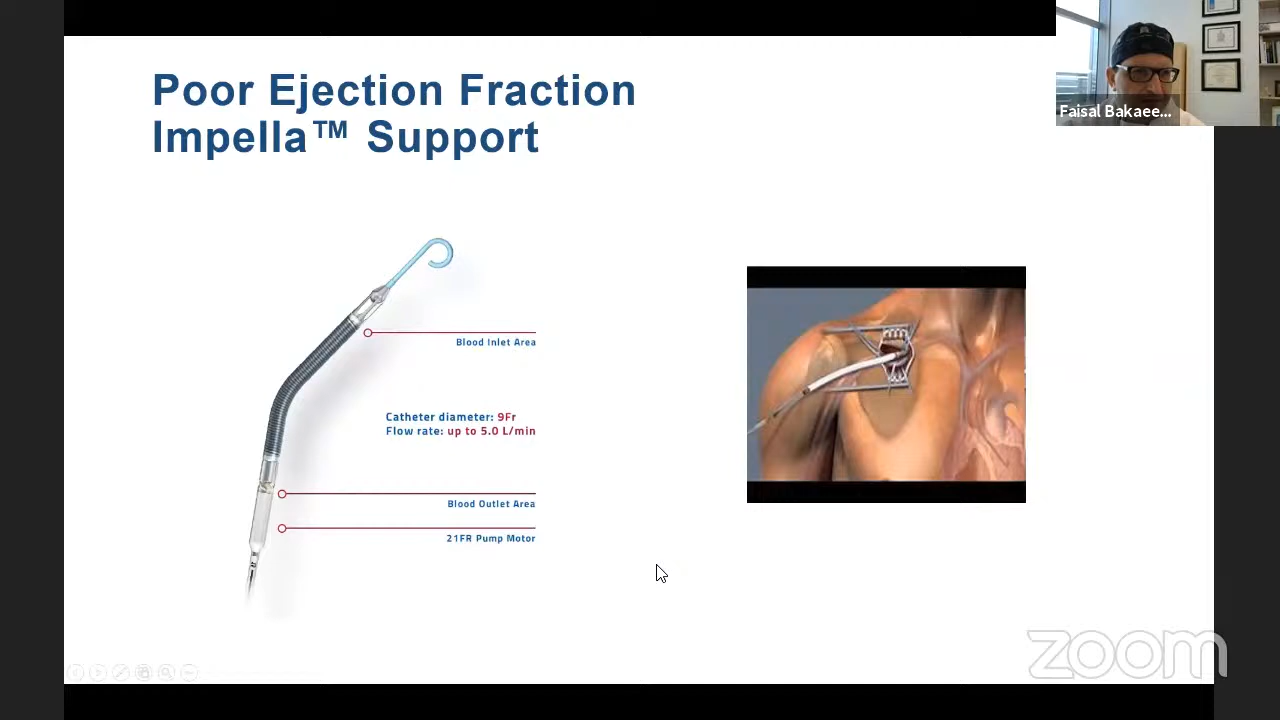 Poor Ejection Fraction
Impella™ Support
Faisal Bakaee...
Blood Inlet Area
Catheter diameter: 9Fr
Flow rate: up to 5.0 L/min
Blood Outlet Area
21FR Pump Motor
zoom